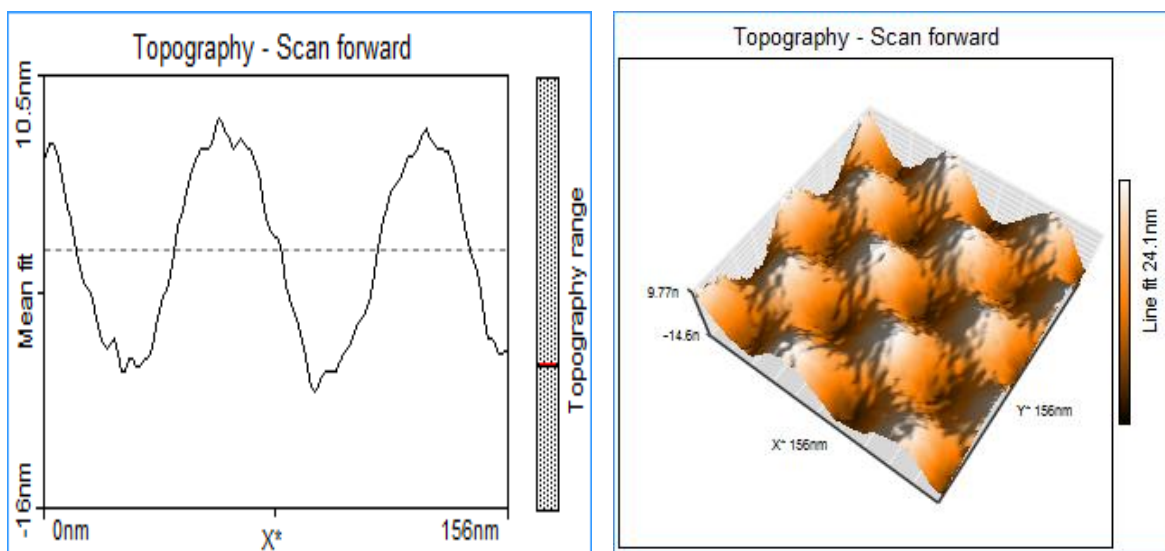 Topography - Scan forward
10.5nm
Mean fit
-16nm
0nm
X*
156nm
Topography range
Topography - Scan forward
9.77n
-14.6n
X* 156nm
Y* 156nm
Line fit 24.1nm